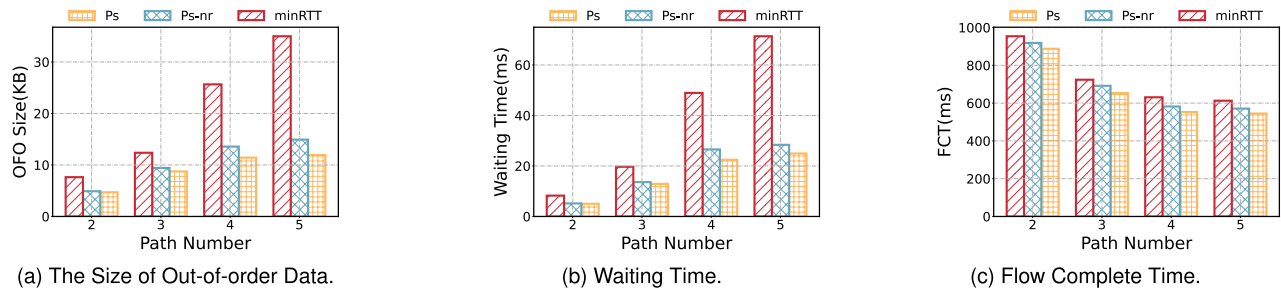 Ps Ps-nr minRTT
OFO Size(KB)
30
20
10
0
2 3 4 5
Path Number
(a) The Size of Out-of-order Data.
Ps Ps-nr minRTT
Waiting Time(ms)
60
40
20
0
2 3 4 5
Path Number
(b) Waiting Time.
Ps Ps-nr minRTT
FCT(ms)
1000
800
600
400
200
0
2 3 4 5
Path Number
(c) Flow Complete Time.